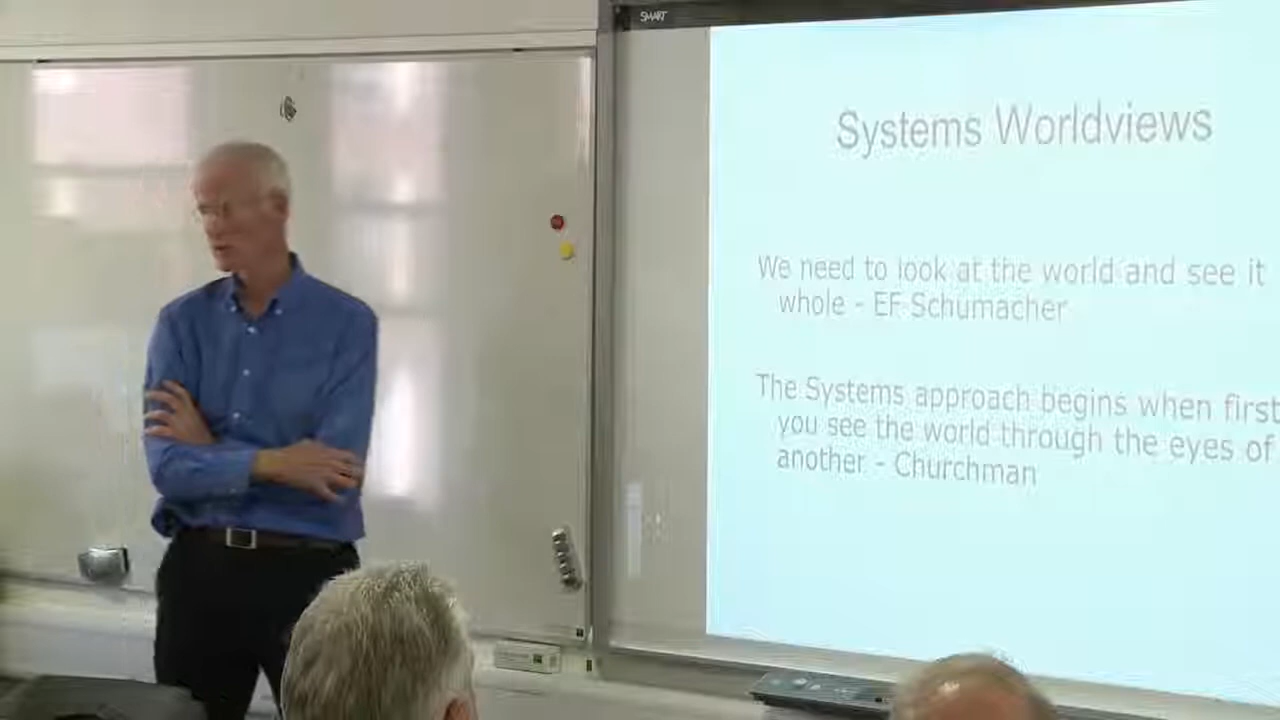 SMART
Systems Worldviews
We need to look at the world and see it
whole - EF Schumacher
The Systems approach begins when first
you see the world through the eyes of
another - Churchman